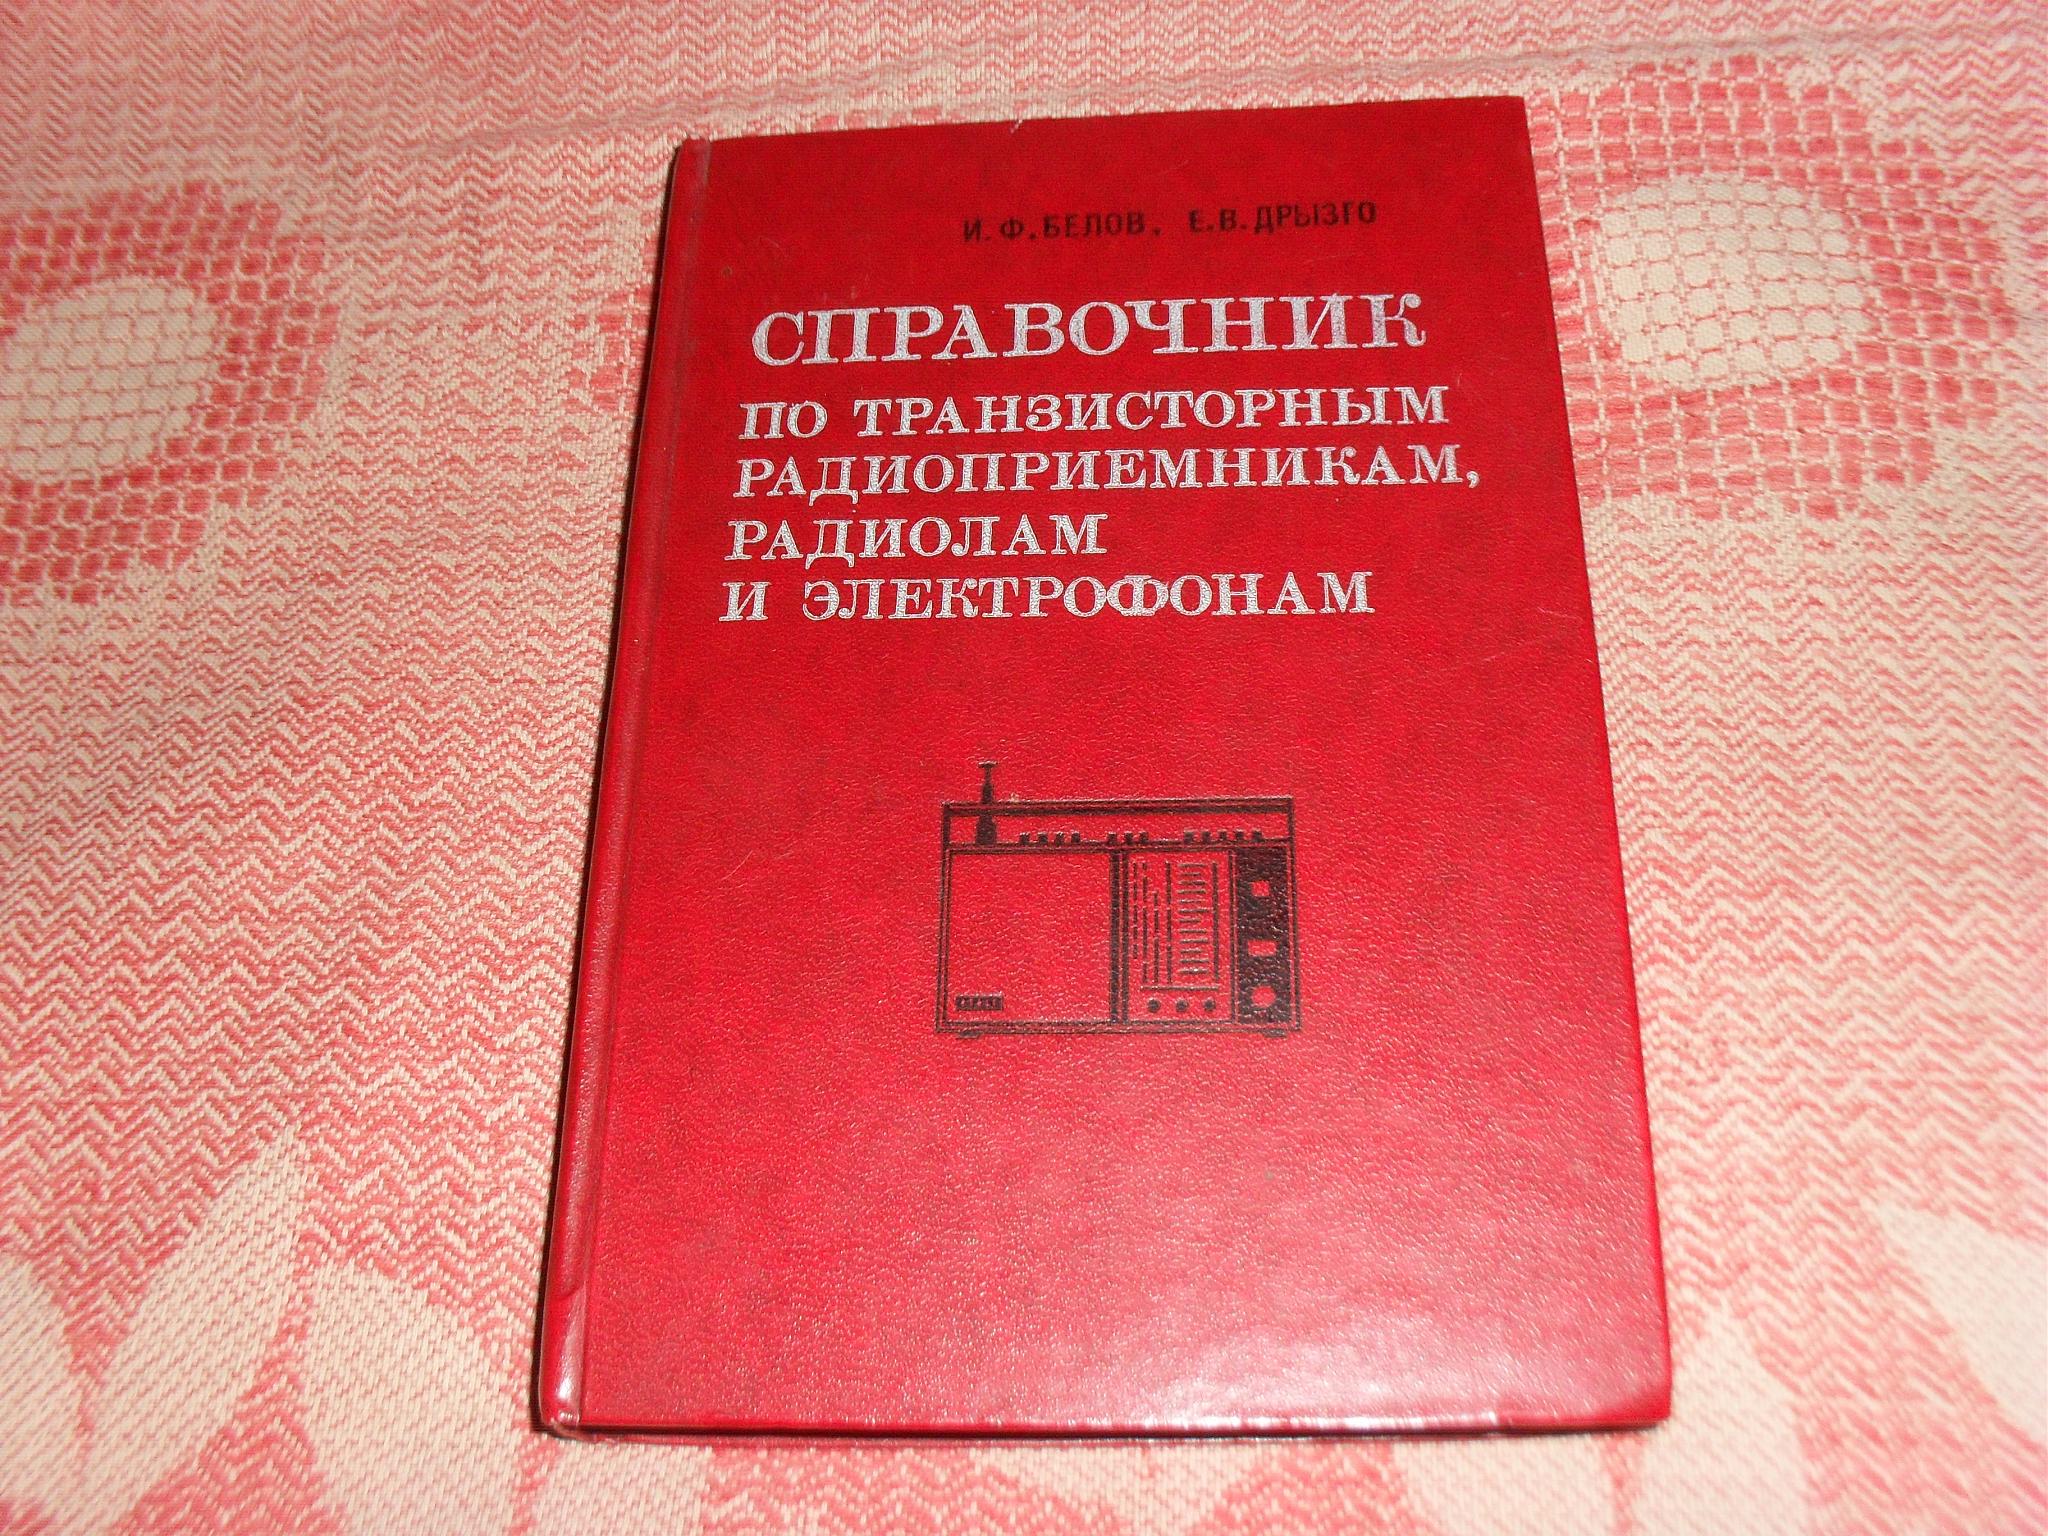 И. Ф. БЕЛОВ, Е. В. ДРЫЗГО
СПРАВОЧНИК
ПО ТРАНЗИСТОРНЫМ
РАДИОПРИЕМНИКАМ,
РАДИОЛАМ
И ЭЛЕКТРОФОНАМ